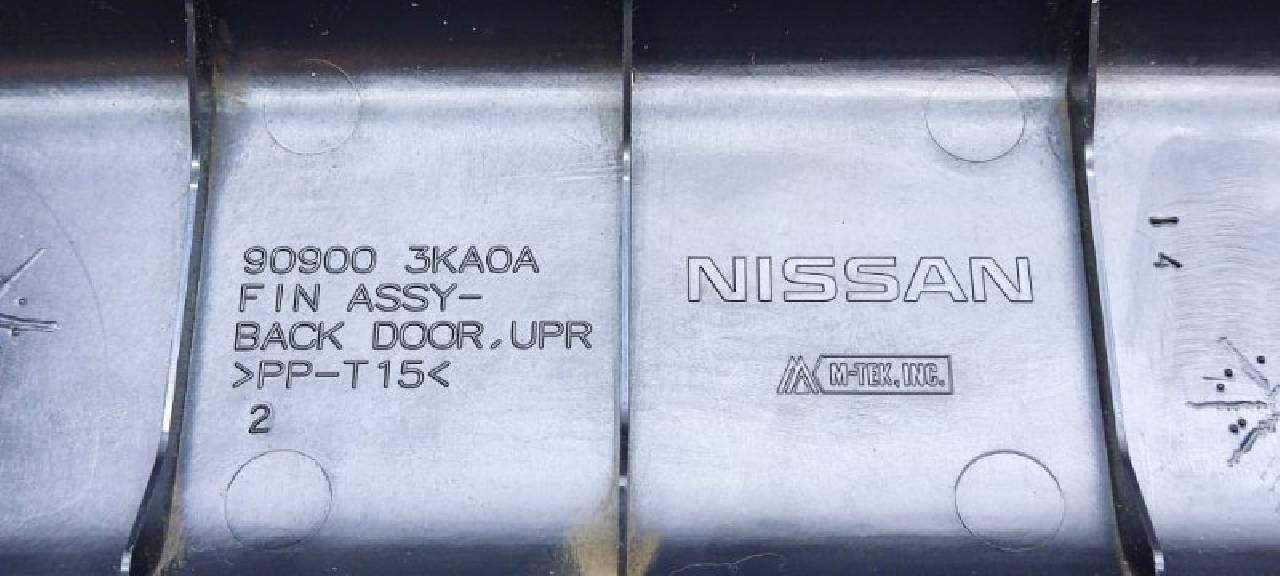 90900 3KA0A
FIN ASSY-
BACK DOOR,UPR
>PP-T15<
2
NISSAN
M-TEK, INC.